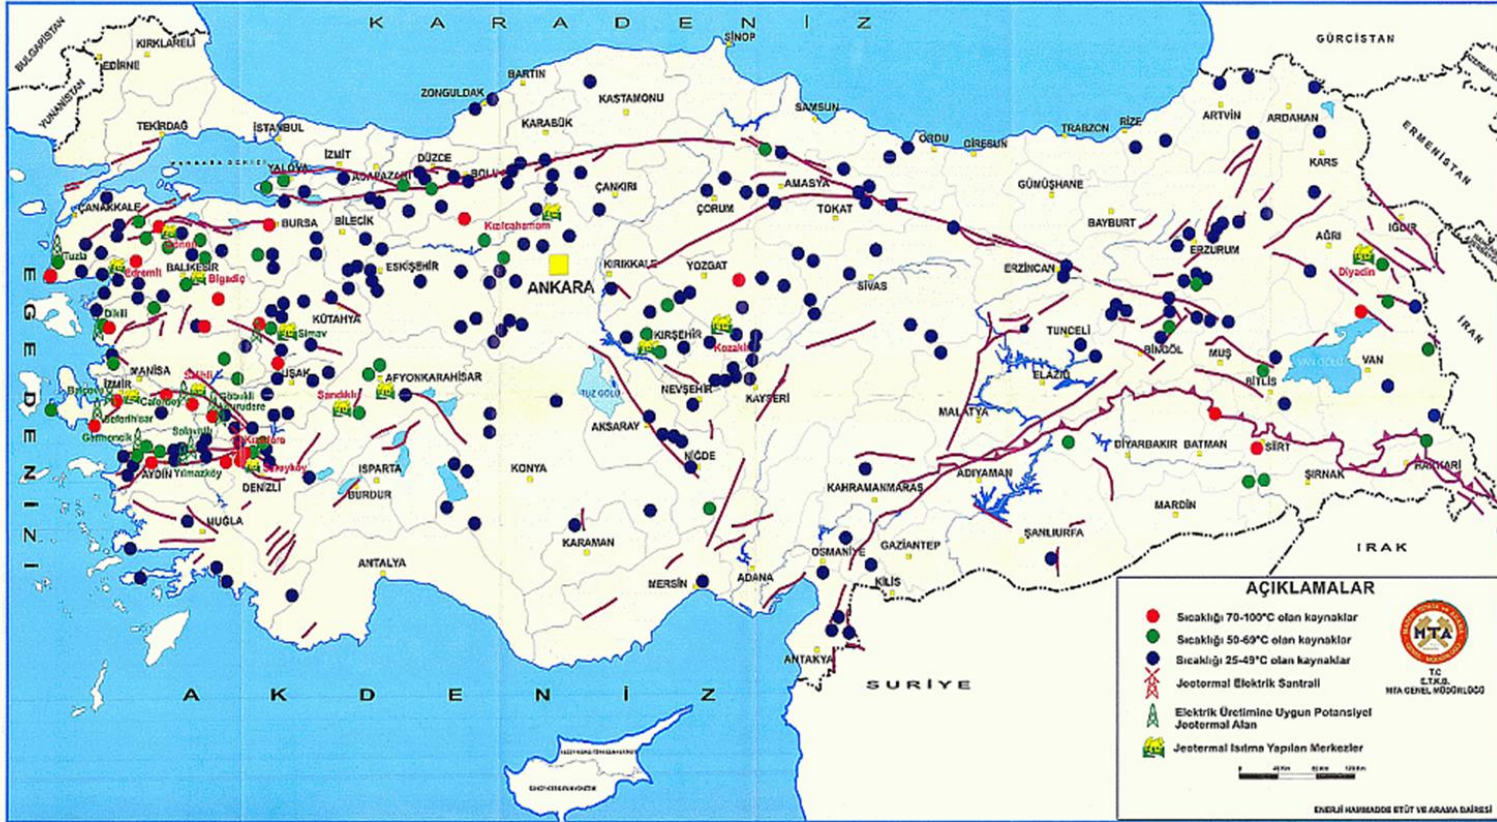 K A R A D E N İ Z
BULGARİSTAN
YUNANİSTAN
GÜRCİSTAN
ERMENİSTAN
İRAN
IRAK
SURİYE
E G E D E N İ Z İ
A K D E N İ Z
KIRKLARELİ
EDİRNE
TEKİRDAĞ
İSTANBUL
YALOVA
İZMİT
ADAPAZARI
DÜZCE
BOLU
ZONGULDAK
BARTIN
KARABÜK
KASTAMONU
SİNOP
SAMSUN
ORDU
GİRESUN
TRABZON
RİZE
ARTVİN
ARDAHAN
KARS
ÇANAKKALE
BURSA
BİLECİK
ÇANKIRI
ÇORUM
AMASYA
TOKAT
GÜMÜŞHANE
BAYBURT
ERZURUM
AĞRI
IĞDIR
Kızılcahamam
Gönen
Tuzla
Edremit
BALIKESİR
Bigadiç
ESKİŞEHİR
ANKARA
KIRIKKALE
YOZGAT
SİVAS
ERZİNCAN
Diyadin
Dikili
KÜTAHYA
Simav
KIRŞEHİR
Kozaklı
TUNCELİ
BİNGÖL
MUŞ
VAN GÖLÜ
VAN
MANİSA
İZMİR
Balçova
Salihli
UŞAK
AFYONKARAHİSAR
Sandıklı
TUZ GÖLÜ
NEVŞEHİR
KAYSERİ
ELAZIĞ
BİTLİS
Seferihisar
Germencik
AKSARAY
MALATYA
DİYARBAKIR
BATMAN
SİİRT
AYDIN
Yılmazköy
Kızıldere
Sarayköy
DENİZLİ
ISPARTA
BURDUR
KONYA
NİĞDE
KAHRAMANMARAŞ
ADIYAMAN
ŞIRNAK
HAKKARİ
MARDİN
MUĞLA
ANTALYA
KARAMAN
MERSİN
ADANA
OSMANİYE
GAZİANTEP
KİLİS
ŞANLIURFA
ANTAKYA
AÇIKLAMALAR
Sıcaklığı 70-100°C olan kaynaklar
Sıcaklığı 50-69°C olan kaynaklar
Sıcaklığı 25-49°C olan kaynaklar
Jeotermal Elektrik Santrali
Elektrik Üretimine Uygun Potansiyel
Jeotermal Alan
Jeotermal Isıtma Yapılan Merkezler
MTA
T.C
E.T.K.B.
MTA GENEL MÜDÜRLÜĞÜ
ENERJİ HAMMADDE ETÜT VE ARAMA DAİRESİ